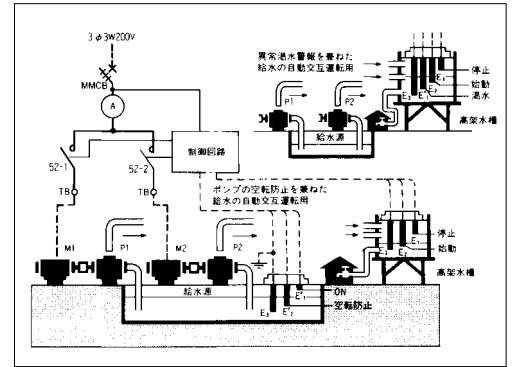 3φ3W200V
MMCB
A
52-1
52-2
TB
TB
制御回路
M1
P1
M2
P2
給水源
異常渇水警報を兼ねた
給水の自動交互運転用
P1
P2
給水源
E3
E'1
E2
停止
始動
渇水
高架水槽
ポンプの空転防止を兼ねた
給水の自動交互運転用
E3
E'2
E'1
ON
空転防止
E3
E2
E1
停止
始動
高架水槽